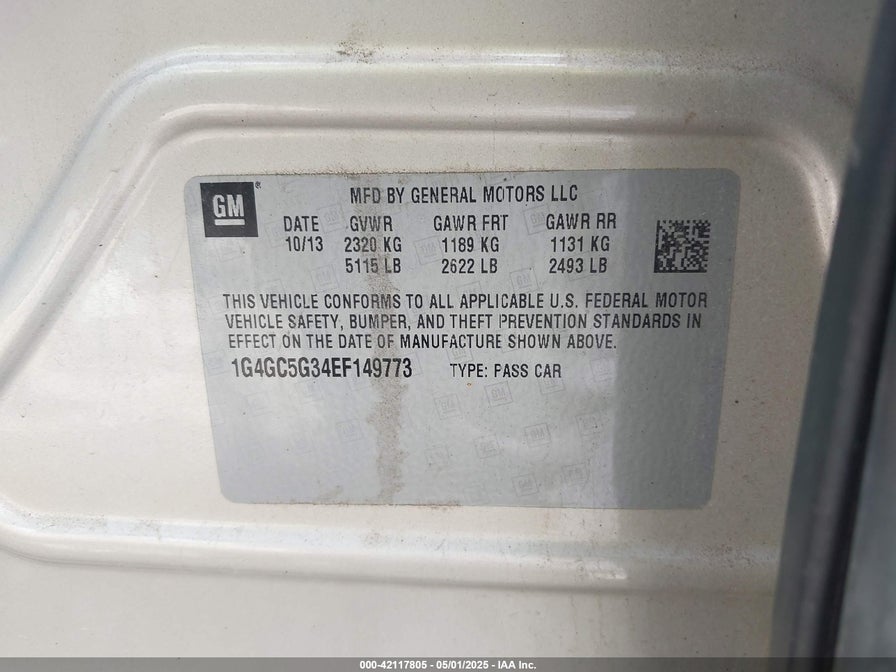 GM®
MFD BY GENERAL MOTORS LLC
DATE GVWR GAWR FRT GAWR RR
10/13 2320 KG 1189 KG 1131 KG
5115 LB 2622 LB 2493 LB
THIS VEHICLE CONFORMS TO ALL APPLICABLE U.S. FEDERAL MOTOR
VEHICLE SAFETY, BUMPER, AND THEFT PREVENTION STANDARDS IN
EFFECT ON THE DATE OF MANUFACTURE SHOWN ABOVE.
1G4GC5G34EF149773 TYPE: PASS CAR
000-42117805 - 05/01/2025 - IAA Inc.